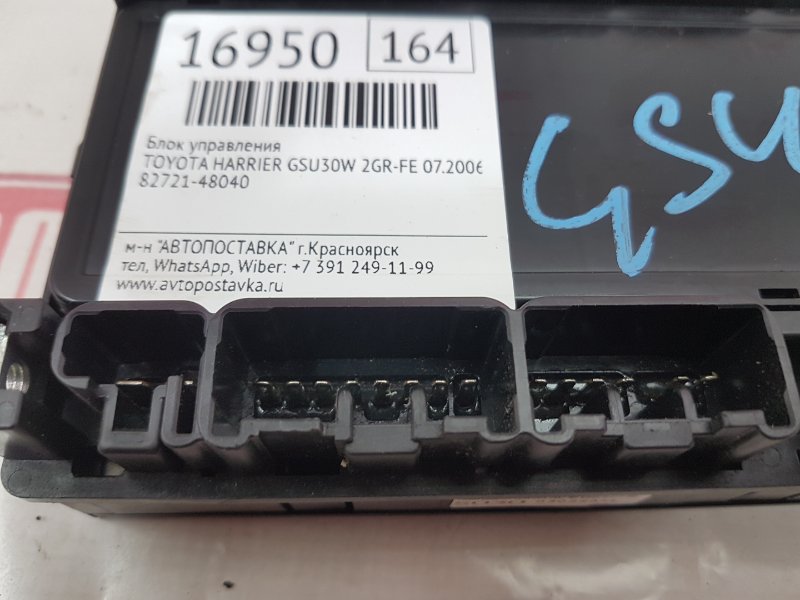 16950 164
Блок управления
TOYOTA HARRIER GSU30W 2GR-FE 07.2006
82721-48040
м-н "АВТОПОСТАВКА" г.Красноярск
тел, WhatsApp, Wiber: +7 391 249-11-99
www.avtopostavka.ru
GSU